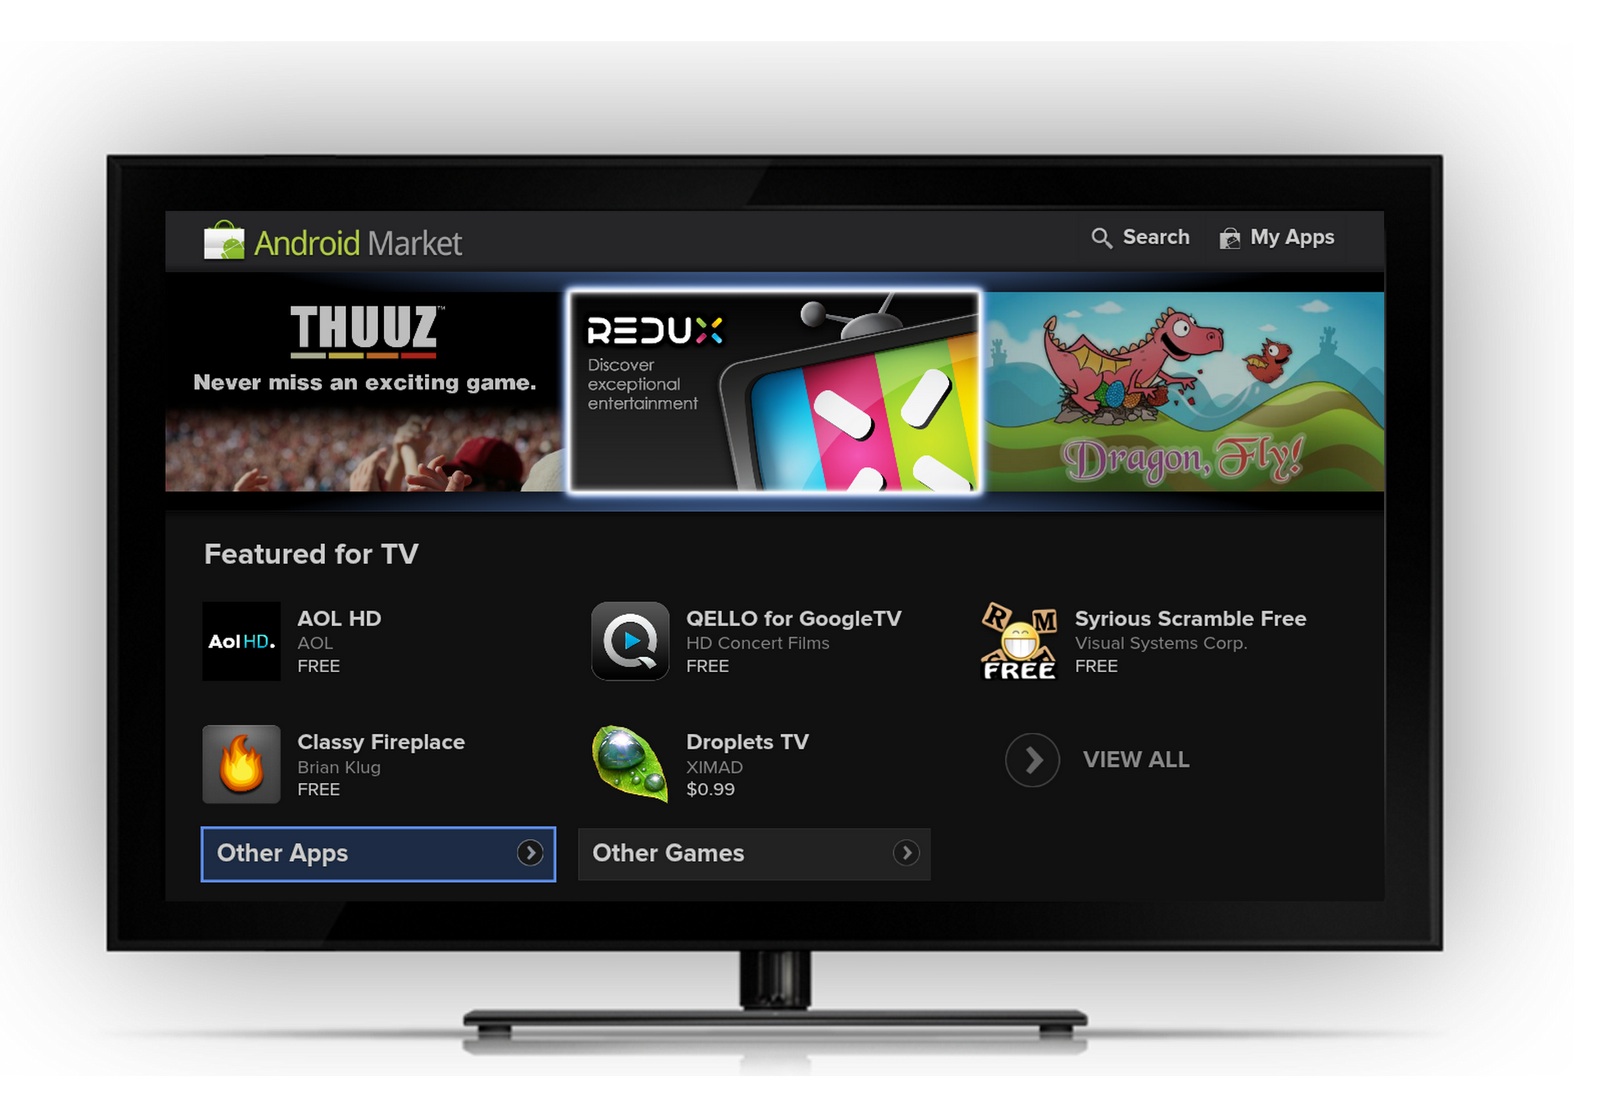 Android Market
Search
My Apps
THUUZ™
Never miss an exciting game.
REDUX
Discover
exceptional
entertainment
Dragon, Fly!
Featured for TV
Aol HD.
AOL HD
AOL
FREE
QELLO for GoogleTV
HD Concert Films
FREE
R M
FREE
Syrious Scramble Free
Visual Systems Corp.
FREE
Classy Fireplace
Brian Klug
FREE
Droplets TV
XIMAD
$0.99
VIEW ALL
Other Apps
Other Games